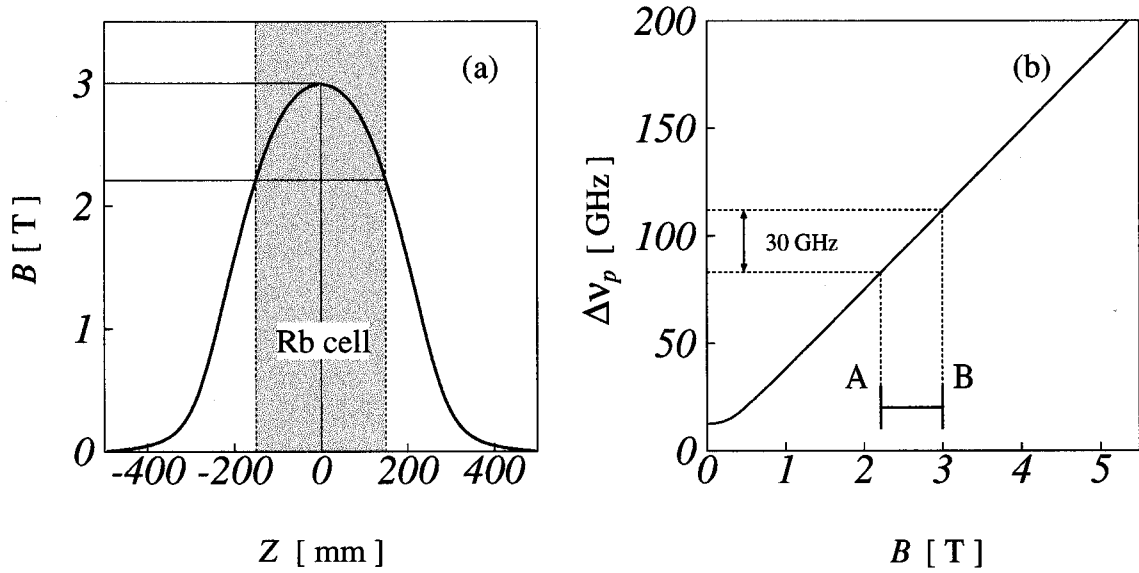 (a)
3
2
1
0
B [ T ]
Rb cell
-400 -200 0 200 400
Z [ mm ]
(b)
200
150
100
50
0
Δνp [ GHz ]
30 GHz
A B
0 1 2 3 4 5
B [ T ]